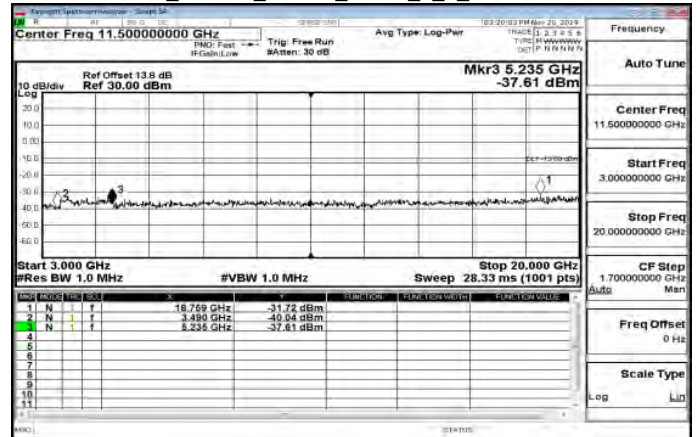 Keysight Spectrum Analyzer - Swept SA
Center Freq 11.500000000 GHz
PNO: Fast
IFGain:Low
Trig: Free Run
#Atten: 30 dB
Avg Type: Log-Pwr
03:20:03 PM Nov 20, 2019
TRACE 1 2 3 4 5 6
TYPE
DET P N N N N N
Ref Offset 13.8 dB
10 dB/div Ref 30.00 dBm
Log
Mkr3 5.235 GHz
-37.61 dBm
20.0
10.0
0.00
-10.0
-20.0
-30.0
-40.0
-50.0
-60.0
1
2
3
Start 3.000 GHz
Stop 20.000 GHz
#Res BW 1.0 MHz #VBW 1.0 MHz Sweep 28.33 ms (1001 pts)
MKR MODE TRC SCL X Y FUNCTION FUNCTION WIDTH FUNCTION VALUE
1 N 1 f 18.759 GHz -31.72 dBm
2 N 1 f 3.490 GHz -40.04 dBm
3 N 1 f 5.235 GHz -37.61 dBm
4
5
6
7
8
9
10
11
MSG
STATUS
Frequency
Auto Tune
Center Freq
11.500000000 GHz
Start Freq
3.000000000 GHz
Stop Freq
20.000000000 GHz
CF Step
1.700000000 GHz
Auto Man
Freq Offset
0 Hz
Scale Type
Log Lin